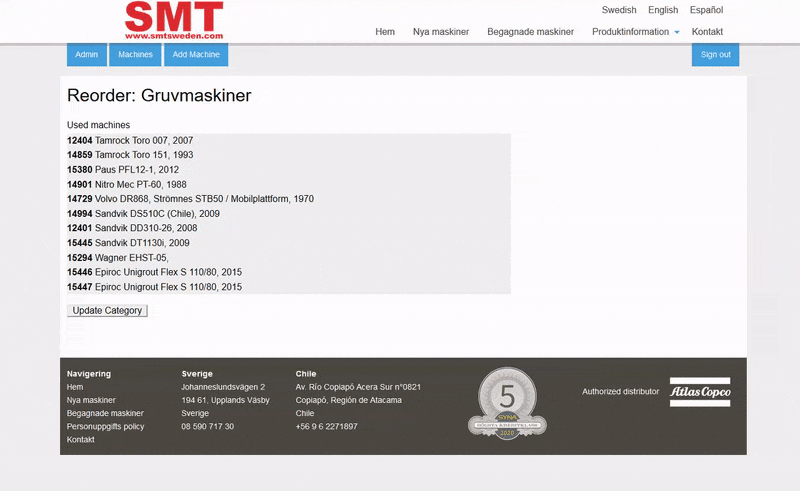 SMT
www.smtsweden.com
Swedish English Español
Hem Nya maskiner Begagnade maskiner Produktinformation Kontakt
Admin Machines Add Machine Sign out
Reorder: Gruvmaskiner
Used machines
12404 Tamrock Toro 007, 2007
14859 Tamrock Toro 151, 1993
15380 Paus PFL12-1, 2012
14901 Nitro Mec PT-60, 1988
14729 Volvo DR868, Strömnes STB50 / Mobilplattform, 1970
14994 Sandvik DS510C (Chile), 2009
12401 Sandvik DD310-26, 2008
15445 Sandvik DT1130i, 2009
15294 Wagner EHST-05,
15446 Epiroc Unigrout Flex S 110/80, 2015
15447 Epiroc Unigrout Flex S 110/80, 2015
Update Category
Navigering
Hem
Nya maskiner
Begagnade maskiner
Personuppgifts policy
Kontakt
Sverige
Johanneslundsvägen 2
194 61, Upplands Väsby
Sverige
08 590 717 30
Chile
Av. Río Copiapó Acera Sur n°0821
Copiapó, Región de Atacama
Chile
+56 9 6 2271897
5
SYNA
HÖGSTA KREDITKLASS
2020
Authorized distributor
Atlas Copco